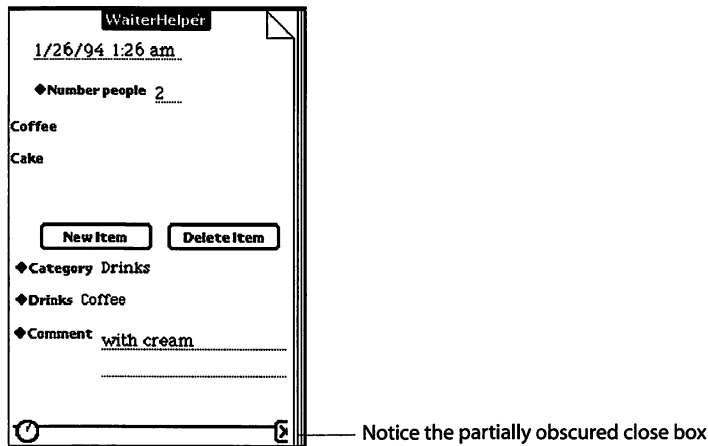 WaiterHelper
1/26/94 1:26 am
◆Number people 2
Coffee
Cake
New Item Delete Item
◆Category Drinks
◆Drinks Coffee
◆Comment with cream
Notice the partially obscured close box